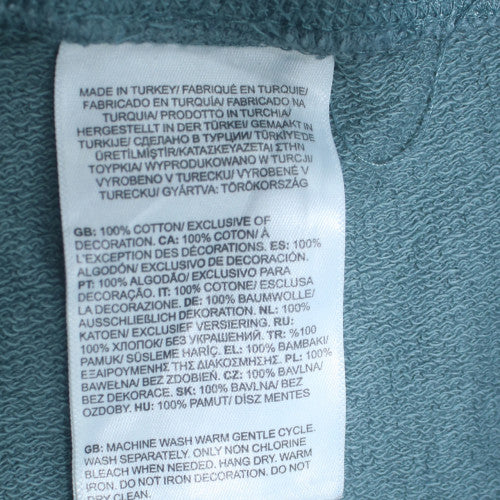 MADE IN TURKEY/ FABRIQUÉ EN TURQUIE/
FABRICADO EN TURQUÍA/ FABRICADO NA
TURQUIA/ PRODOTTO IN TURCHIA/
HERGESTELLT IN DER TÜRKEI/ GEMAAKT IN
TURKIJE/ СДЕЛАНО В ТУРЦИИ/ TÜRKİYE'DE
ÜRETİLMİŞTİR/ ΚΑΤΑΣΚΕΥΑΖΕΤΑΙ ΣΤΗΝ
ΤΟΥΡΚΙΑ/ WYPRODUKOWANO W TURCJI/
VYROBENO V TURECKU/ VYROBENÉ V
TURECKU/ GYÁRTVA: TÖRÖKORSZÁG
GB: 100% COTTON/ EXCLUSIVE OF
DECORATION. CA: 100% COTON/ À
L'EXCEPTION DES DÉCORATIONS. ES: 100%
ALGODÓN/ EXCLUSIVO DE DECORACIÓN.
PT: 100% ALGODÃO/ EXCLUSIVO PARA
DECORAÇÃO. IT: 100% COTONE/ ESCLUSA
LA DECORAZIONE. DE: 100% BAUMWOLLE/
AUSSCHLIEßLICH DEKORATION. NL: 100%
KATOEN/ EXCLUSIEF VERSIERING. RU:
100% ХЛОПОК/ БЕЗ УКРАШЕНИЙ. TR: %100
PAMUK/ SÜSLEME HARİÇ. EL: 100% ΒΑΜΒΑΚΙ/
ΕΞΑΙΡΟΥΜΕΝΗΣ ΤΗΣ ΔΙΑΚΟΣΜΗΣΗΣ. PL: 100%
BAWEŁNA/ BEZ ZDOBIEŃ. CZ: 100% BAVLNA/
BEZ DEKORACE. SK: 100% BAVLNA/ BEZ
OZDOBY. HU: 100% PAMUT/ DÍSZ MENTES
GB: MACHINE WASH WARM GENTLE CYCLE.
WASH SEPARATELY. ONLY NON CHLORINE
BLEACH WHEN NEEDED. HANG DRY. WARM
IRON IF NEEDED. DO NOT IRON DECORATION. DO NOT
DRY CLEAN.